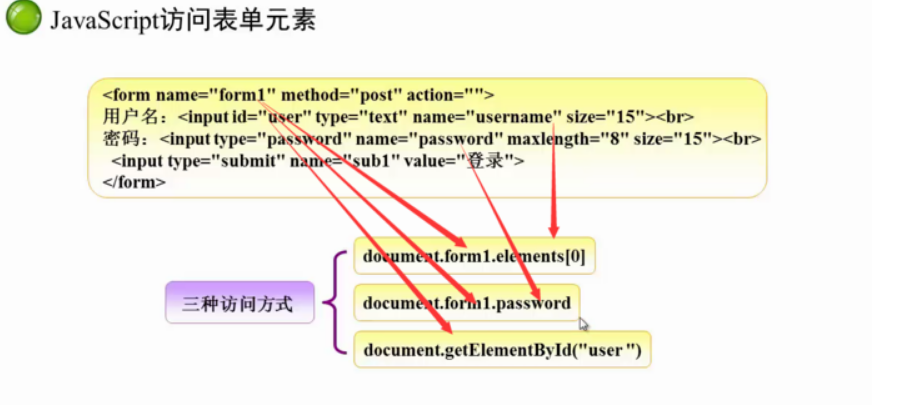 JavaScript访问表单元素
<form name="form1" method="post" action="">
用户名：<input id="user" type="text" name="username" size="15"><br>
密码：<input type="password" name="password" maxlength="8" size="15"><br>
<input type="submit" name="sub1" value="登录">
</form>
document.form1.elements[0]
三种访问方式
document.form1.password
document.getElementById("user ")